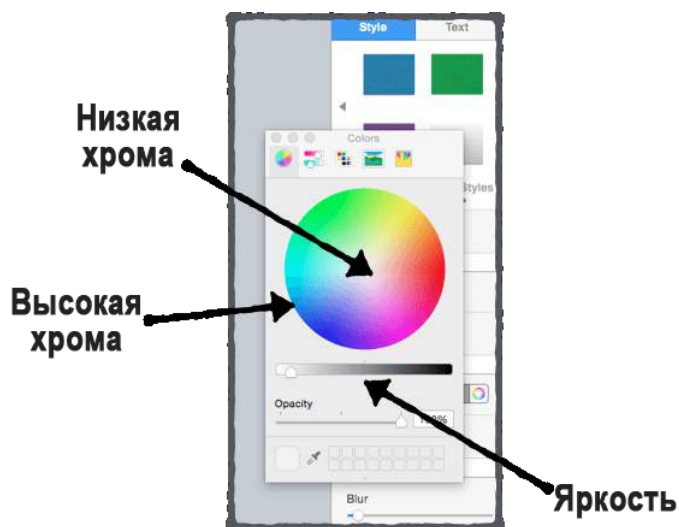 Style Text
Низкая
хрома
Colors
Styles
Высокая
хрома
Opacity
Blur
Яркость